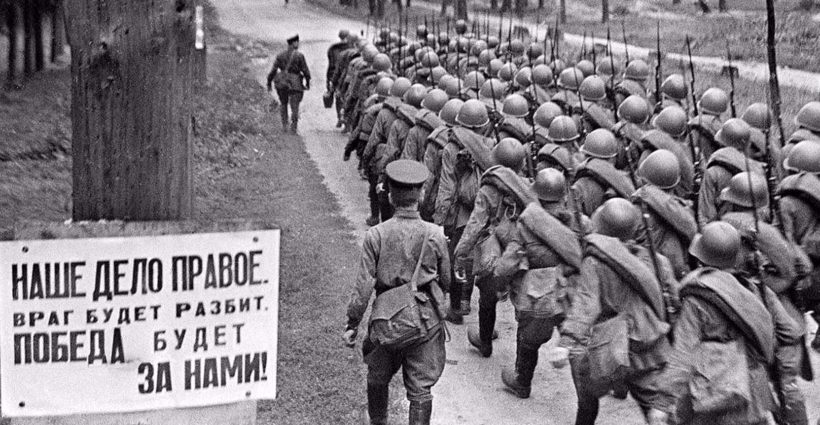 НАШЕ ДЕЛО ПРАВОЕ.
ВРАГ БУДЕТ РАЗБИТ.
ПОБЕДА БУДЕТ
ЗА НАМИ!